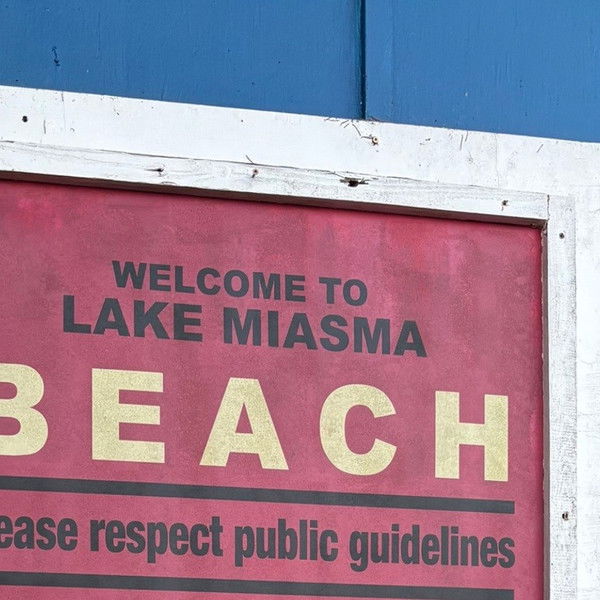 WELCOME TO
LAKE MIASMA
BEACH
ease respect public guidelines